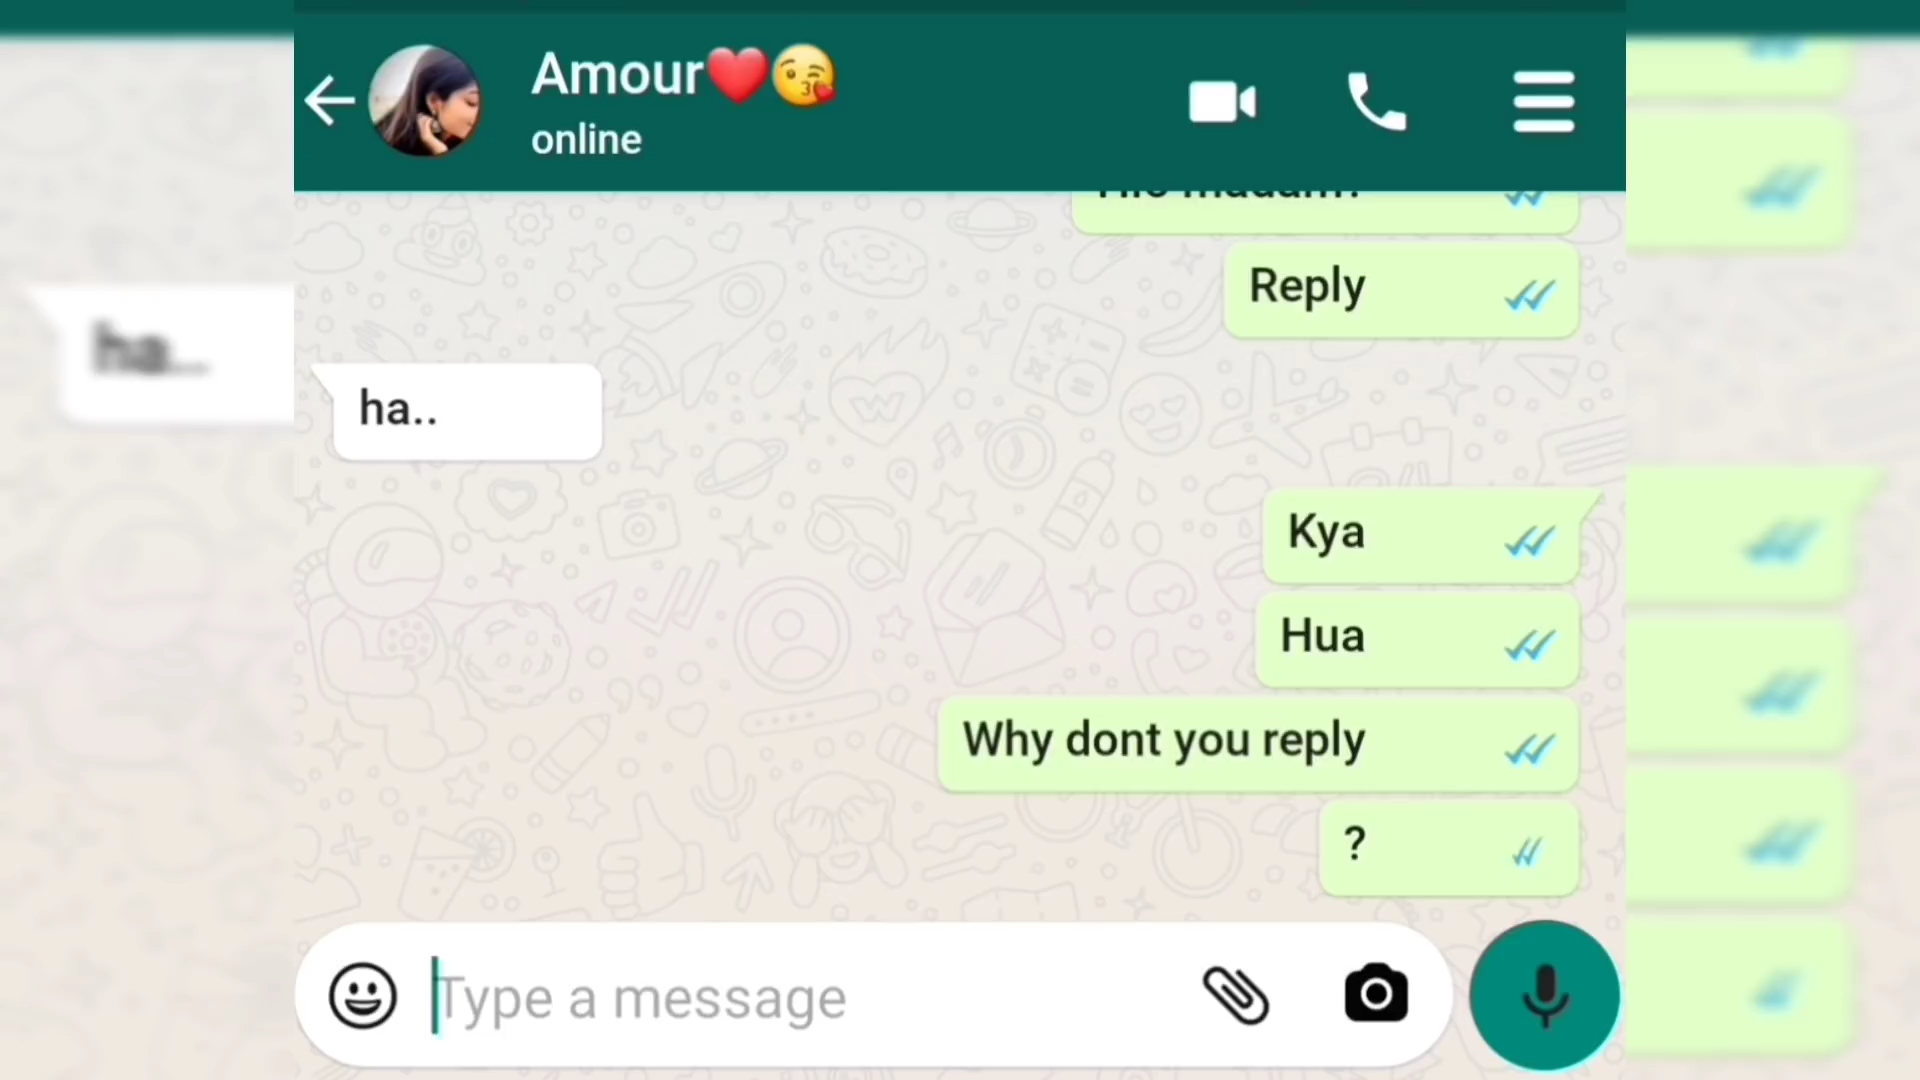 Amour❤️😘
online
Reply
ha..
Kya
Hua
Why dont you reply
?
Type a message